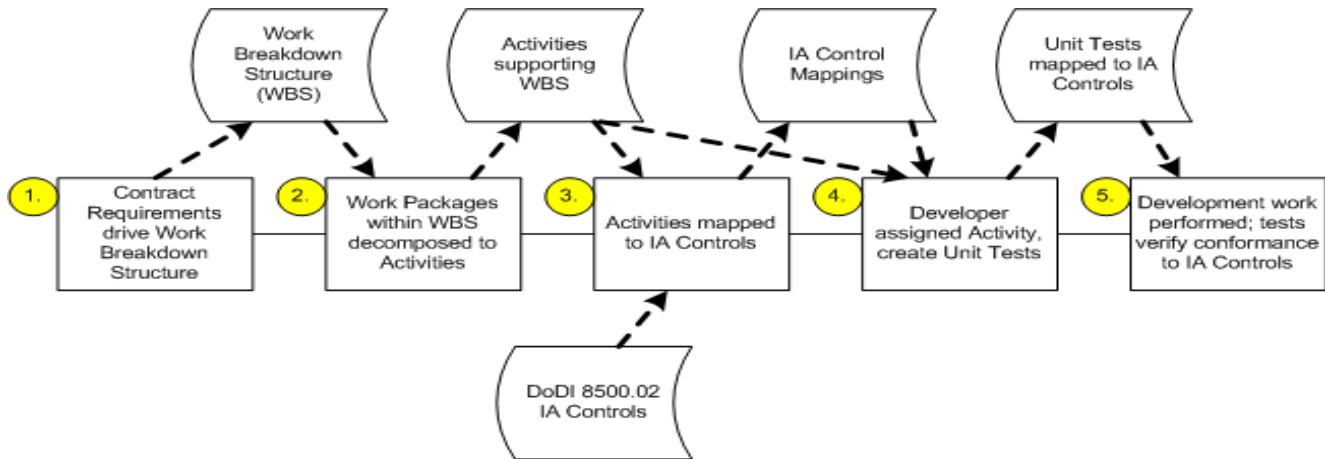 Work
Breakdown
Structure
(WBS)
Activities
supporting
WBS
IA Control
Mappings
Unit Tests
mapped to IA
Controls
1.
Contract
Requirements
drive Work
Breakdown
Structure
2.
Work Packages
within WBS
decomposed to
Activities
3.
Activities mapped
to IA Controls
4.
Developer
assigned Activity,
create Unit Tests
5.
Development work
performed; tests
verify conformance
to IA Controls
DoDI 8500.02
IA Controls